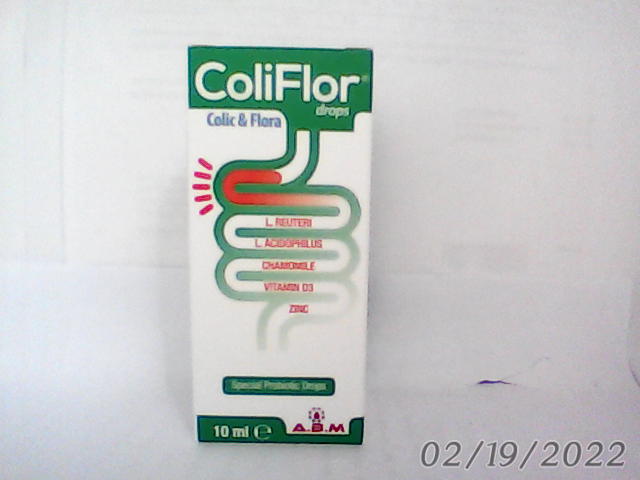 ColiFlor®
drops
Colic & Flora
L. REUTERI
L. ACIDOPHILUS
CHAMOMILE
VITAMIN D3
ZINC
Special Probiotic Drops
10 ml e
A.B.M
02/19/2022